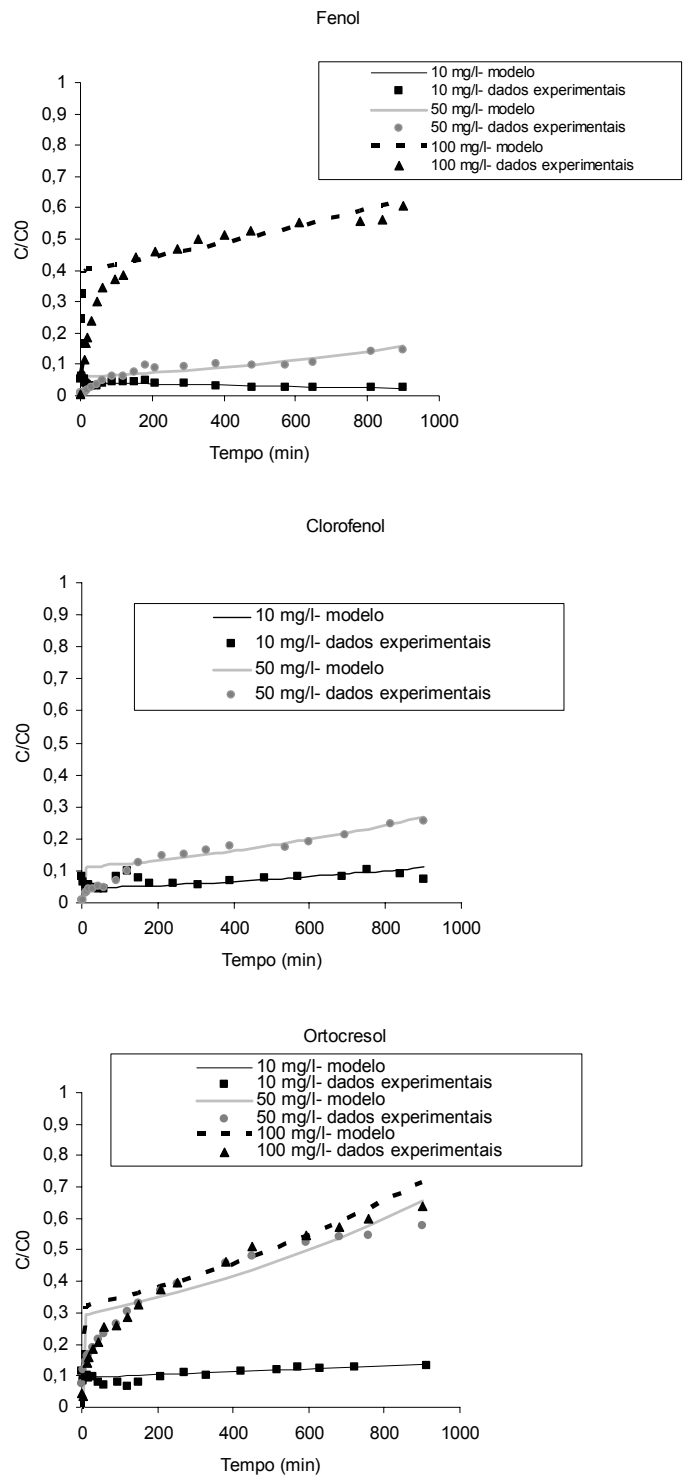 Fenol
10 mg/l- modelo
10 mg/l- dados experimentais
50 mg/l- modelo
50 mg/l- dados experimentais
100 mg/l- modelo
100 mg/l- dados experimentais
1
0,9
0,8
0,7
0,6
0,5
0,4
0,3
0,2
0,1
0
C/C0
0 200 400 600 800 1000
Tempo (min)
Clorofenol
10 mg/l- modelo
10 mg/l- dados experimentais
50 mg/l- modelo
50 mg/l- dados experimentais
1
0,9
0,8
0,7
0,6
0,5
0,4
0,3
0,2
0,1
0
C/C0
0 200 400 600 800 1000
Tempo (min)
Ortocresol
10 mg/l- modelo
10 mg/l- dados experimentais
50 mg/l- modelo
50 mg/l- dados experimentais
100 mg/l- modelo
100 mg/l- dados experimentais
1
0,9
0,8
0,7
0,6
0,5
0,4
0,3
0,2
0,1
0
C/C0
0 200 400 600 800 1000
Tempo (min)